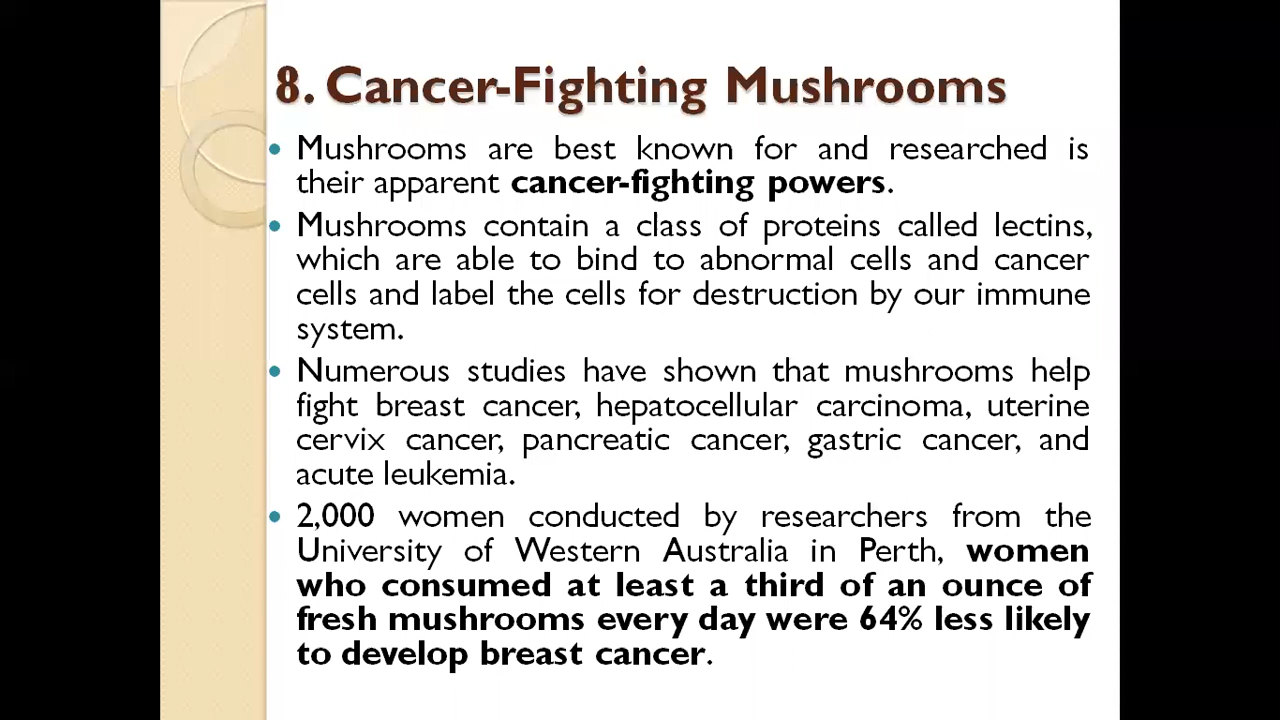 8. Cancer-Fighting Mushrooms
Mushrooms are best known for and researched is
their apparent cancer-fighting powers.
Mushrooms contain a class of proteins called lectins,
which are able to bind to abnormal cells and cancer
cells and label the cells for destruction by our immune
system.
Numerous studies have shown that mushrooms help
fight breast cancer, hepatocellular carcinoma, uterine
cervix cancer, pancreatic cancer, gastric cancer, and
acute leukemia.
2,000 women conducted by researchers from the
University of Western Australia in Perth, women
who consumed at least a third of an ounce of
fresh mushrooms every day were 64% less likely
to develop breast cancer.